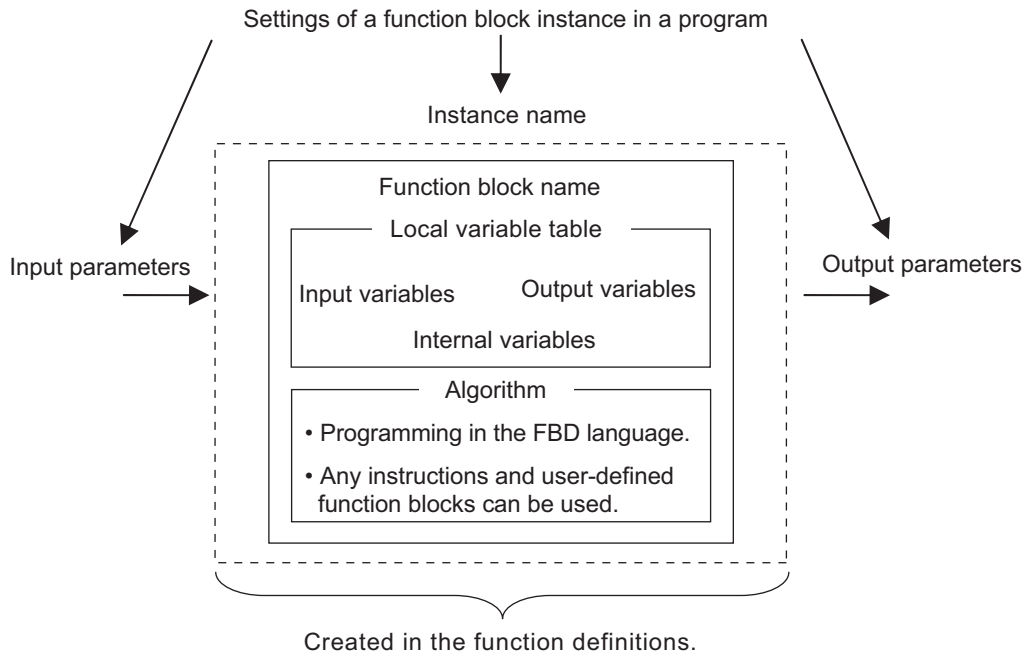 Settings of a function block instance in a program
Instance name
Function block name
Local variable table
Input parameters
Output parameters
Input variables
Output variables
Internal variables
Algorithm
• Programming in the FBD language.
• Any instructions and user-defined
function blocks can be used.
Created in the function definitions.